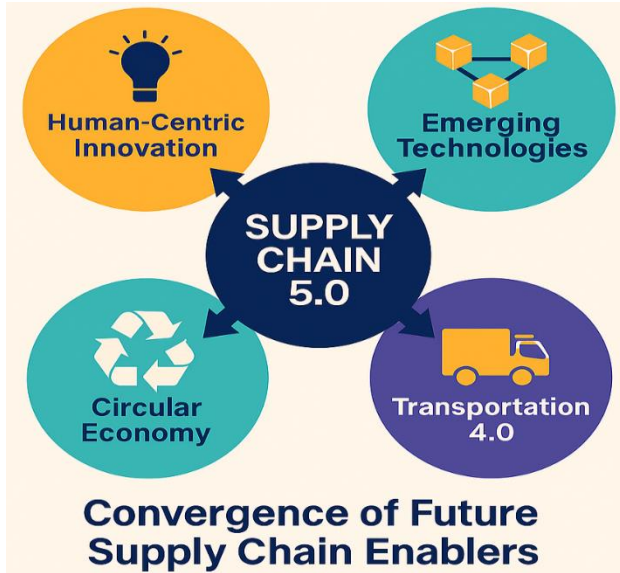 Human-Centric
Innovation
Emerging
Technologies
SUPPLY
CHAIN
5.0
Circular
Economy
Transportation
4.0
Convergence of Future
Supply Chain Enablers